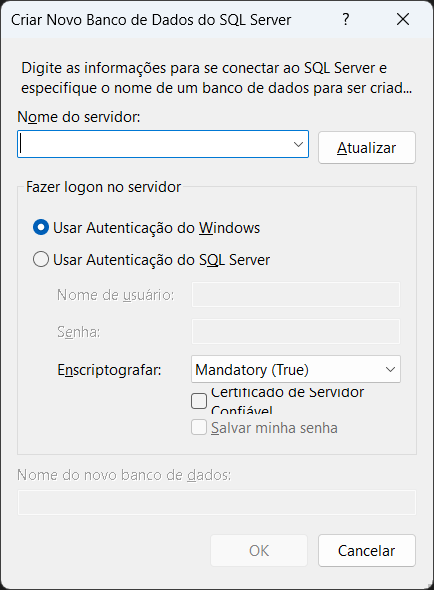 Criar Novo Banco de Dados do SQL Server
Digite as informações para se conectar ao SQL Server e
especifique o nome de um banco de dados para ser criad...
Nome do servidor:
Atualizar
Fazer logon no servidor
Usar Autenticação do Windows
Usar Autenticação do SQL Server
Nome de usuário:
Senha:
Enscriptografar:
Mandatory (True)
Certificado de Servidor
Confiável
Salvar minha senha
Nome do novo banco de dados:
OK
Cancelar